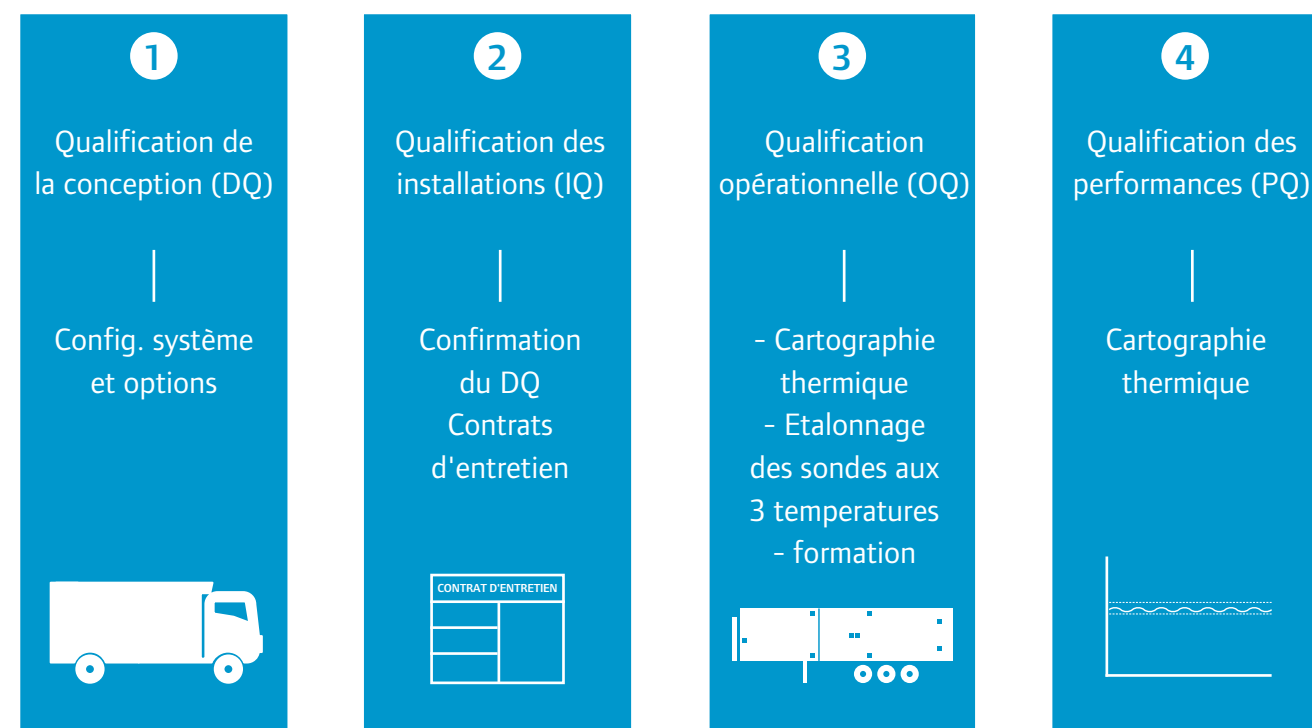 1
Qualification de
la conception (DQ)
Config. système
et options
2
Qualification des
installations (IQ)
Confirmation
du DQ
Contrats
d'entretien
CONTRAT D'ENTRETIEN
3
Qualification
opérationnelle (OQ)
- Cartographie
thermique
- Etalonnage
des sondes aux
3 temperatures
- formation
4
Qualification des
performances (PQ)
Cartographie
thermique